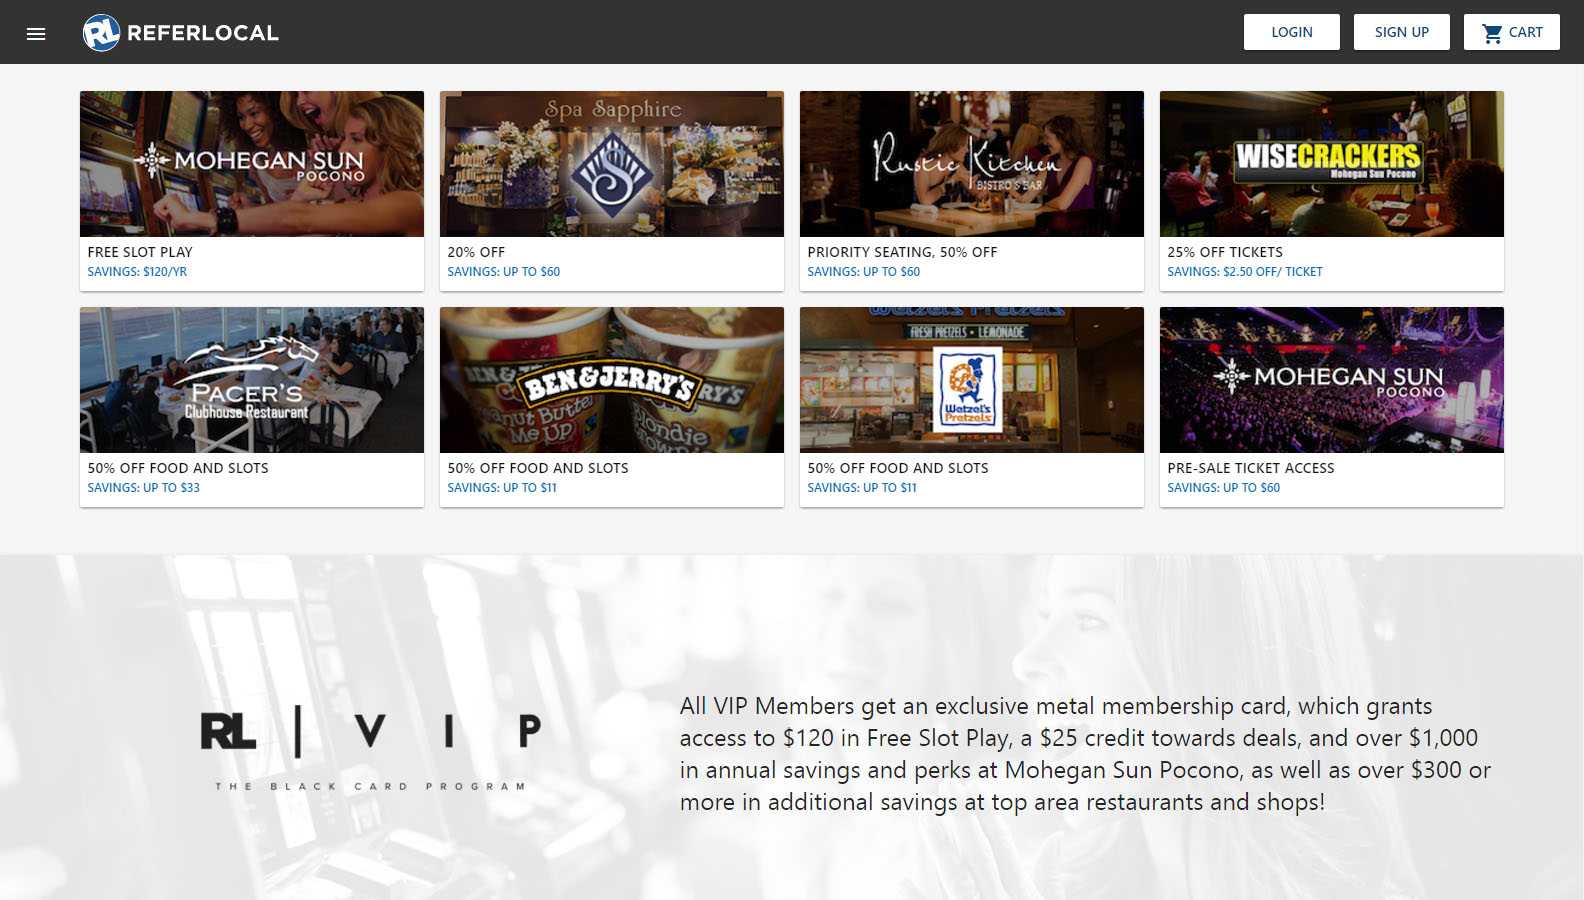 RL REFERLOCAL
LOGIN
SIGN UP
CART
MOHEGAN SUN
POCONO
FREE SLOT PLAY
SAVINGS: $120/YR
Spa Sapphire
S
20% OFF
SAVINGS: UP TO $60
Rustic Kitchen
BISTRO & BAR
PRIORITY SEATING, 50% OFF
SAVINGS: UP TO $60
WISECRACKERS
Mohegan Sun Pocono
25% OFF TICKETS
SAVINGS: $2.50 OFF/ TICKET
PACER'S
Clubhouse Restaurant
50% OFF FOOD AND SLOTS
SAVINGS: UP TO $33
BEN & JERRY'S
Me Up
50% OFF FOOD AND SLOTS
SAVINGS: UP TO $11
Wetzel's Pretzels
FRESH PRETZELS • LEMONADE
Wetzel's
Pretzels
50% OFF FOOD AND SLOTS
SAVINGS: UP TO $11
MOHEGAN SUN
POCONO
PRE-SALE TICKET ACCESS
SAVINGS: UP TO $60
RL | VIP
THE BLACK CARD PROGRAM
All VIP Members get an exclusive metal membership card, which grants
access to $120 in Free Slot Play, a $25 credit towards deals, and over $1,000
in annual savings and perks at Mohegan Sun Pocono, as well as over $300 or
more in additional savings at top area restaurants and shops!